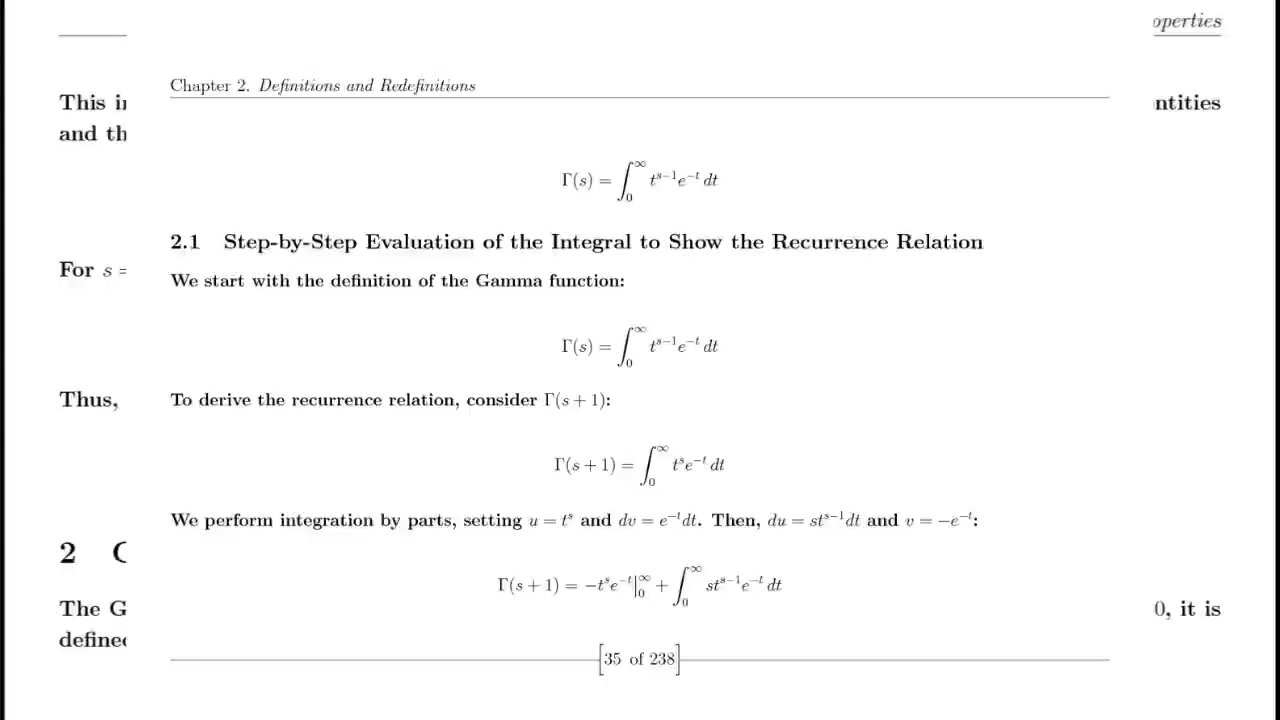 Chapter 2. Definitions and Redefinitions
Γ(s) = ∫₀^∞ t^{s−1}e^{−t} dt
2.1 Step-by-Step Evaluation of the Integral to Show the Recurrence Relation
We start with the definition of the Gamma function:
Γ(s) = ∫₀^∞ t^{s−1}e^{−t} dt
To derive the recurrence relation, consider Γ(s + 1):
Γ(s + 1) = ∫₀^∞ t^s e^{−t} dt
We perform integration by parts, setting u = t^s and dv = e^{−t}dt. Then, du = st^{s−1}dt and v = −e^{−t}:
Γ(s + 1) = −t^s e^{−t}|₀^∞ + ∫₀^∞ st^{s−1}e^{−t} dt
[35 of 238]
This
and
For s =
Thus,
2
The
0, it is